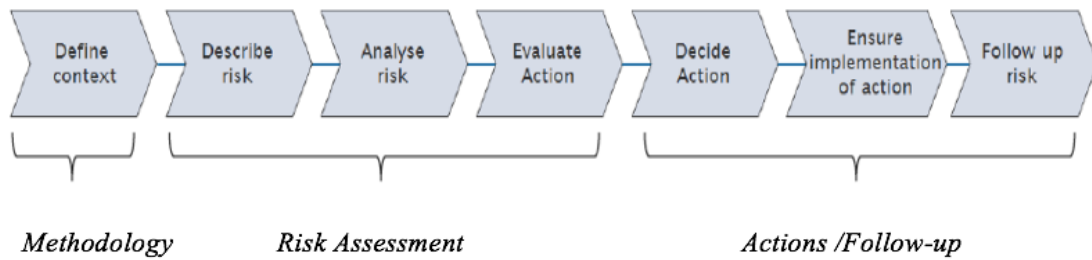 Define
context
Describe
risk
Analyse
risk
Evaluate
Action
Decide
Action
Ensure
implementation
of action
Follow up
risk
Methodology
Risk Assessment
Actions /Follow-up